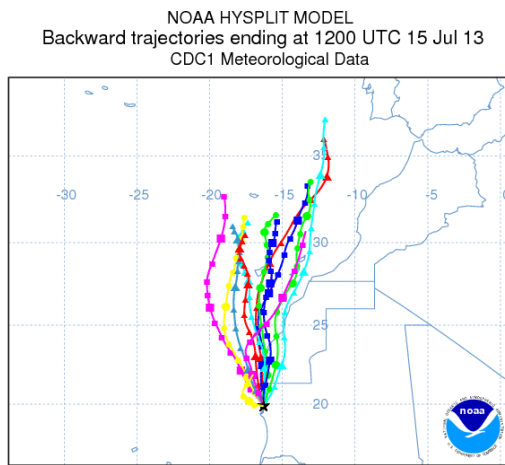 NOAA HYSPLIT MODEL
Backward trajectories ending at 1200 UTC 15 Jul 13
CDC1 Meteorological Data
35
-30 -25 -20 -15 -10 -5 0
30
25
20
noaa